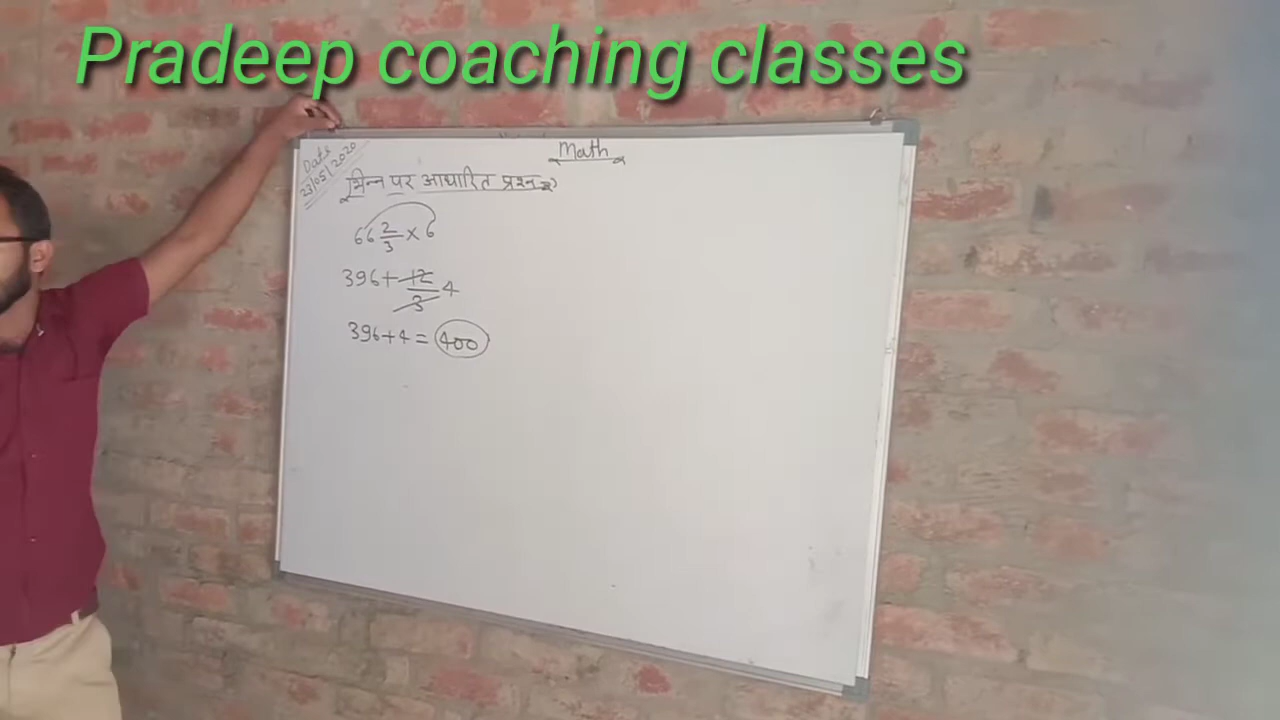 Pradeep coaching classes
Date
23/05/2020
Math
भिन्न पर आधारित प्रश्न
66 2/3 × 6
396 + 12/3 4
396 + 4 = 400